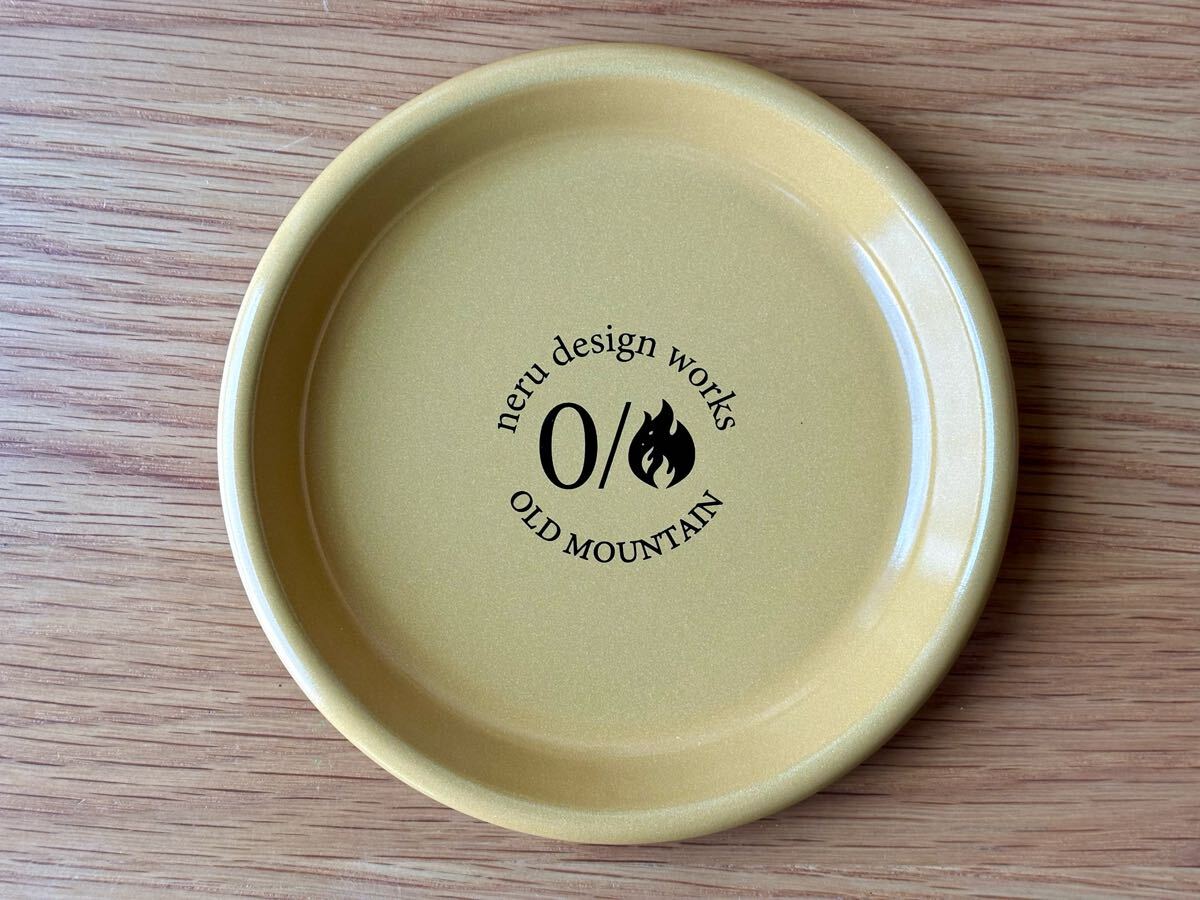 neru design works
0/
OLD MOUNTAIN